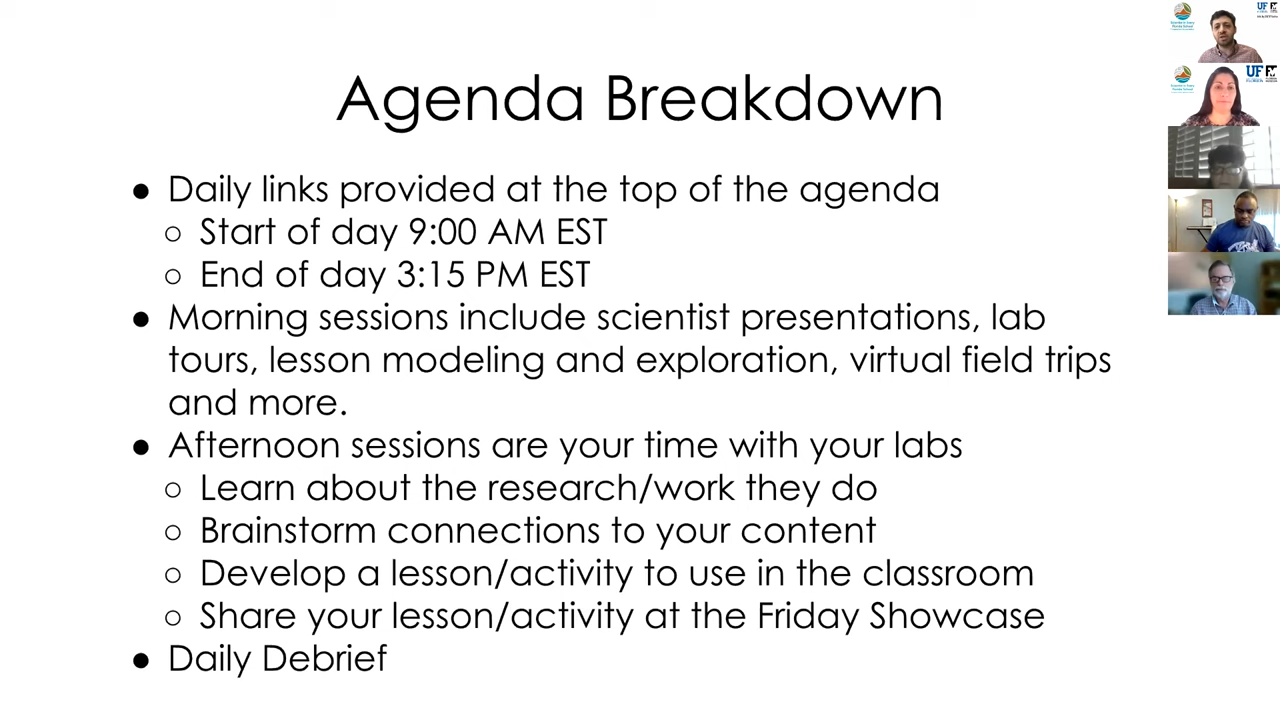 Agenda Breakdown
● Daily links provided at the top of the agenda
○ Start of day 9:00 AM EST
○ End of day 3:15 PM EST
● Morning sessions include scientist presentations, lab
tours, lesson modeling and exploration, virtual field trips
and more.
● Afternoon sessions are your time with your labs
○ Learn about the research/work they do
○ Brainstorm connections to your content
○ Develop a lesson/activity to use in the classroom
○ Share your lesson/activity at the Friday Showcase
● Daily Debrief
UF
UF